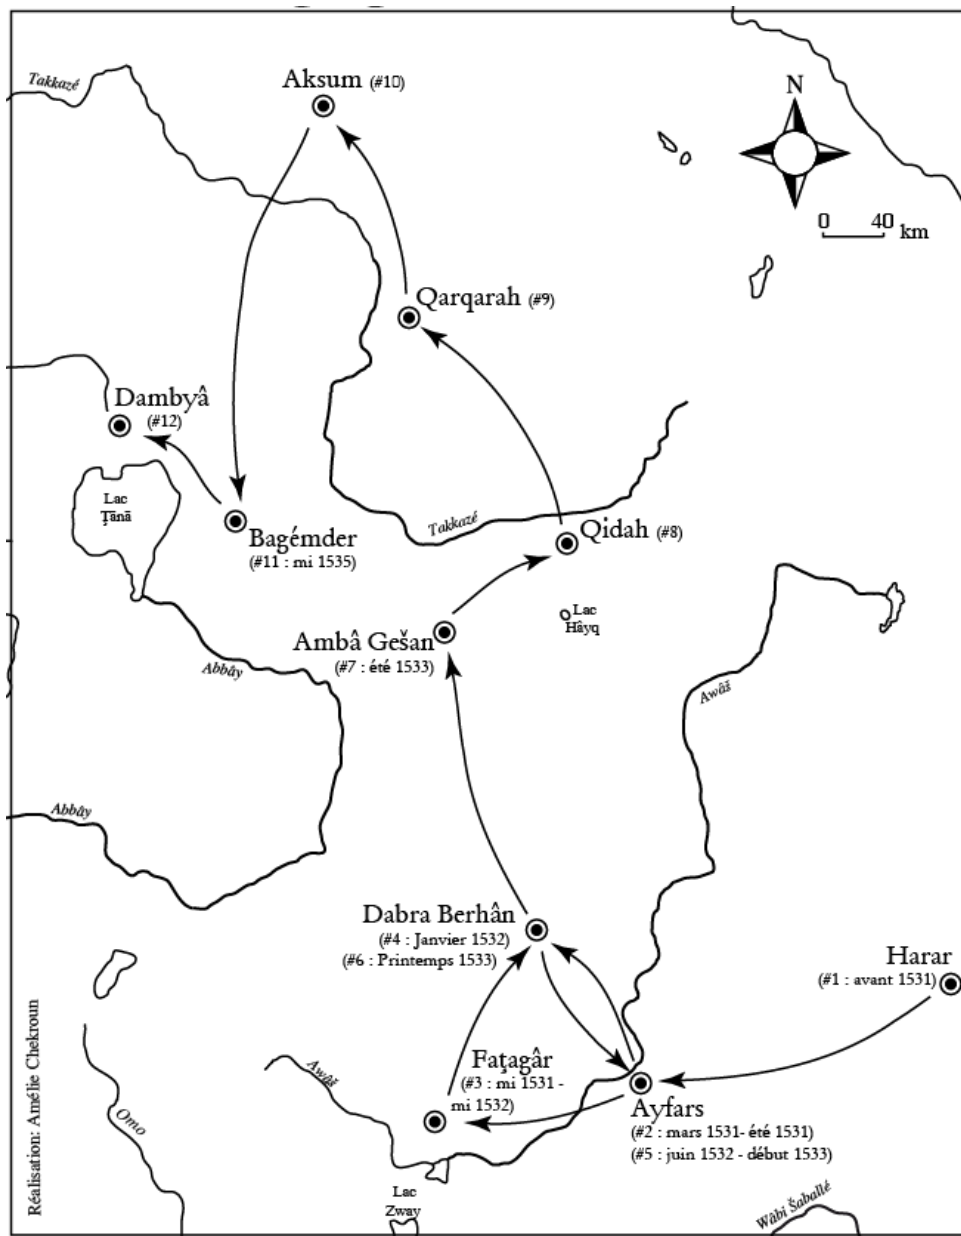 Takkazé
Aksum (#10)
N
0 40 km
Qarqarah (#9)
Dambyâ
(#12)
Lac
Ṭānā
Bagémder
(#11 : mi 1535)
Takkazé
Qidah (#8)
Lac
Hâyq
Ambâ Gešan
(#7 : été 1533)
Abbây
Awâš
Abbây
Dabra Berhân
(#4 : Janvier 1532)
(#6 : Printemps 1533)
Harar
(#1 : avant 1531)
Faṭagâr
(#3 : mi 1531 -
mi 1532)
Awâš
Omo
Ayfars
(#2 : mars 1531- été 1531)
(#5 : juin 1532 - début 1533)
Lac
Zway
Wâbi Šaballé
Réalisation: Amélie Chekroun